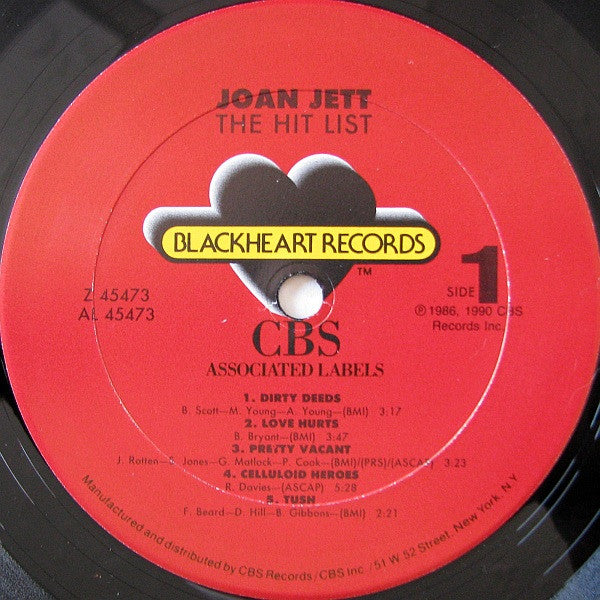 JOAN JETT
THE HIT LIST
BLACKHEART RECORDS
TM
Z 45473
AL 45473
SIDE 1
℗ 1986, 1990 CBS
Records Inc.
CBS
ASSOCIATED LABELS
1. DIRTY DEEDS
B. Scott—M. Young—A. Young—(BMI) 3:17
2. LOVE HURTS
B. Bryant—(BMI) 3:47
3. PRETTY VACANT
J. Rotten—S. Jones—G. Matlock—P. Cook—(BMI)/(PRS)/(ASCAP) 3:23
4. CELLULOID HEROES
R. Davies—(ASCAP) 5:28
5. TUSH
F. Beard—D. Hill—B. Gibbons—(BMI) 2:21
Manufactured and distributed by CBS Records/CBS Inc./51 W 52 Street, New York, N.Y.